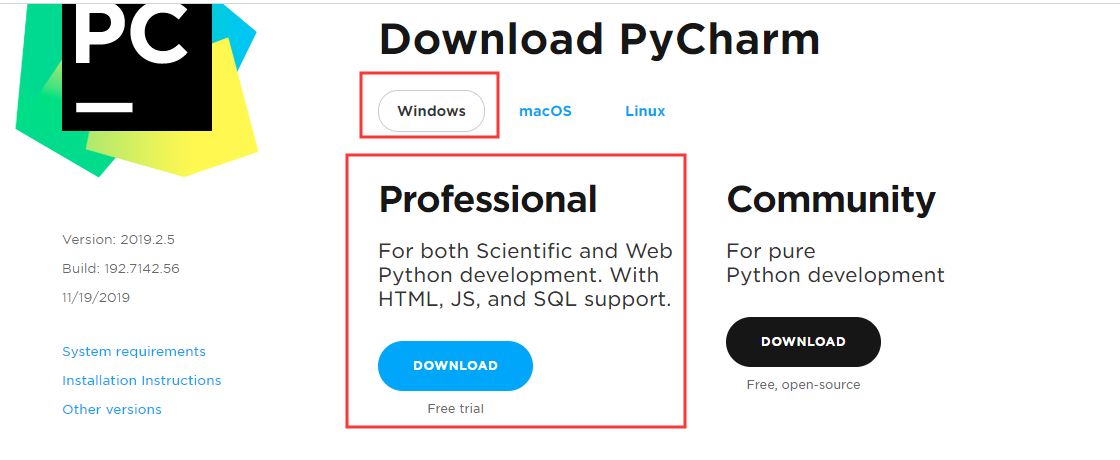 PC
Download PyCharm
Windows macOS Linux
Version: 2019.2.5
Build: 192.7142.56
11/19/2019
System requirements
Installation Instructions
Other versions
Professional
For both Scientific and Web
Python development. With
HTML, JS, and SQL support.
DOWNLOAD
Free trial
Community
For pure
Python development
DOWNLOAD
Free, open-source